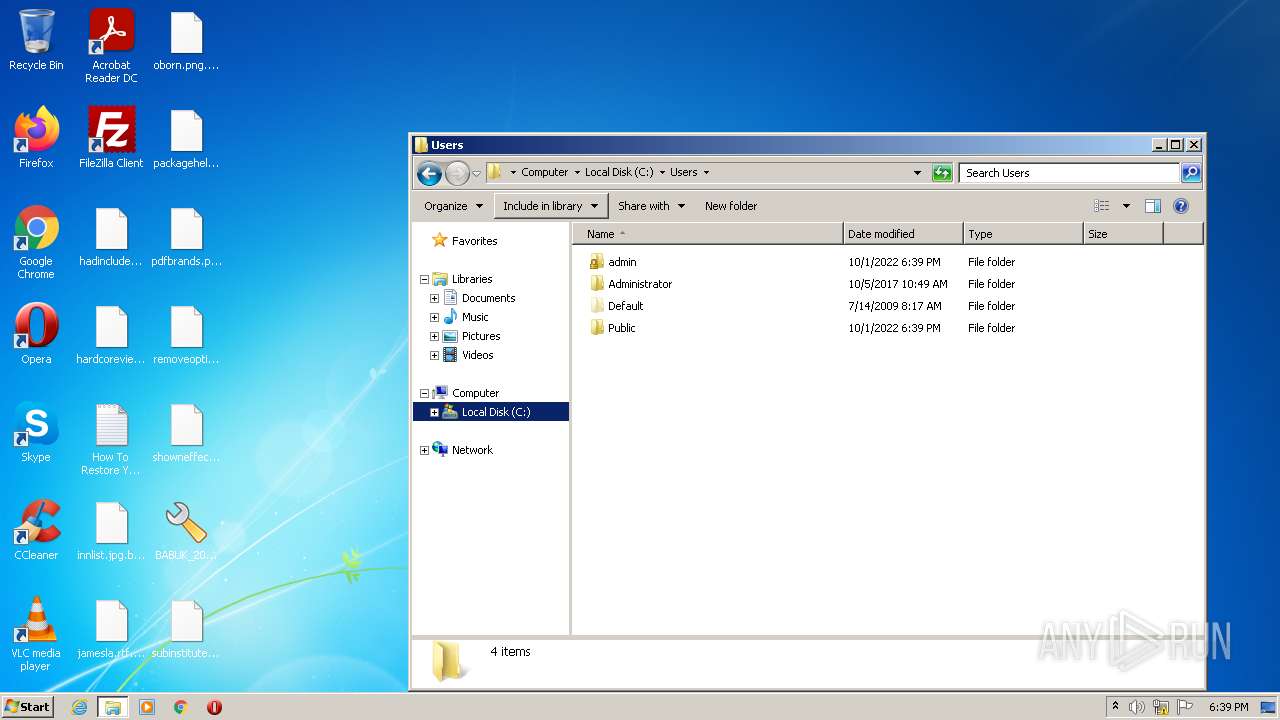 Recycle Bin
Acrobat
Reader DC
oborn.png....
Firefox
FileZilla Client
packagehel...
Google
Chrome
hadinclude...
pdfbrands.p...
Opera
hardcorevie...
removeopti...
Skype
How To
Restore Y...
showneffec...
CCleaner
innlist.jpg.b...
BABUK_20...
VLC media
player
jamesla.rtf....
subinstitute...
Users
Computer
Local Disk (C:)
Users
Search Users
Organize
Include in library
Share with
New folder
Favorites
Libraries
Documents
Music
Pictures
Videos
Computer
Local Disk (C:)
Network
Name
Date modified
Type
Size
admin
10/1/2022 6:39 PM
File folder
Administrator
10/5/2017 10:49 AM
File folder
Default
7/14/2009 8:17 AM
File folder
Public
10/1/2022 6:39 PM
File folder
4 items
ANY RUN
Start
6:39 PM